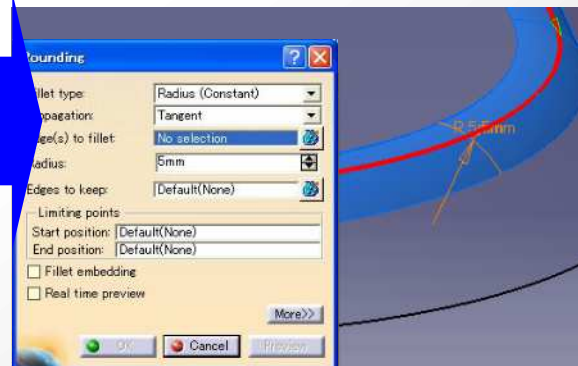 ounding
illet type: Radius (Constant)
opagation: Tangent
ge(s) to fillet: No selection
adius: 5mm
Edges to keep: Default(None)
Limiting points
Start position: Default(None)
End position: Default(None)
Fillet embedding
Real time preview
More>>
OK Cancel Preview
R 5.5mm